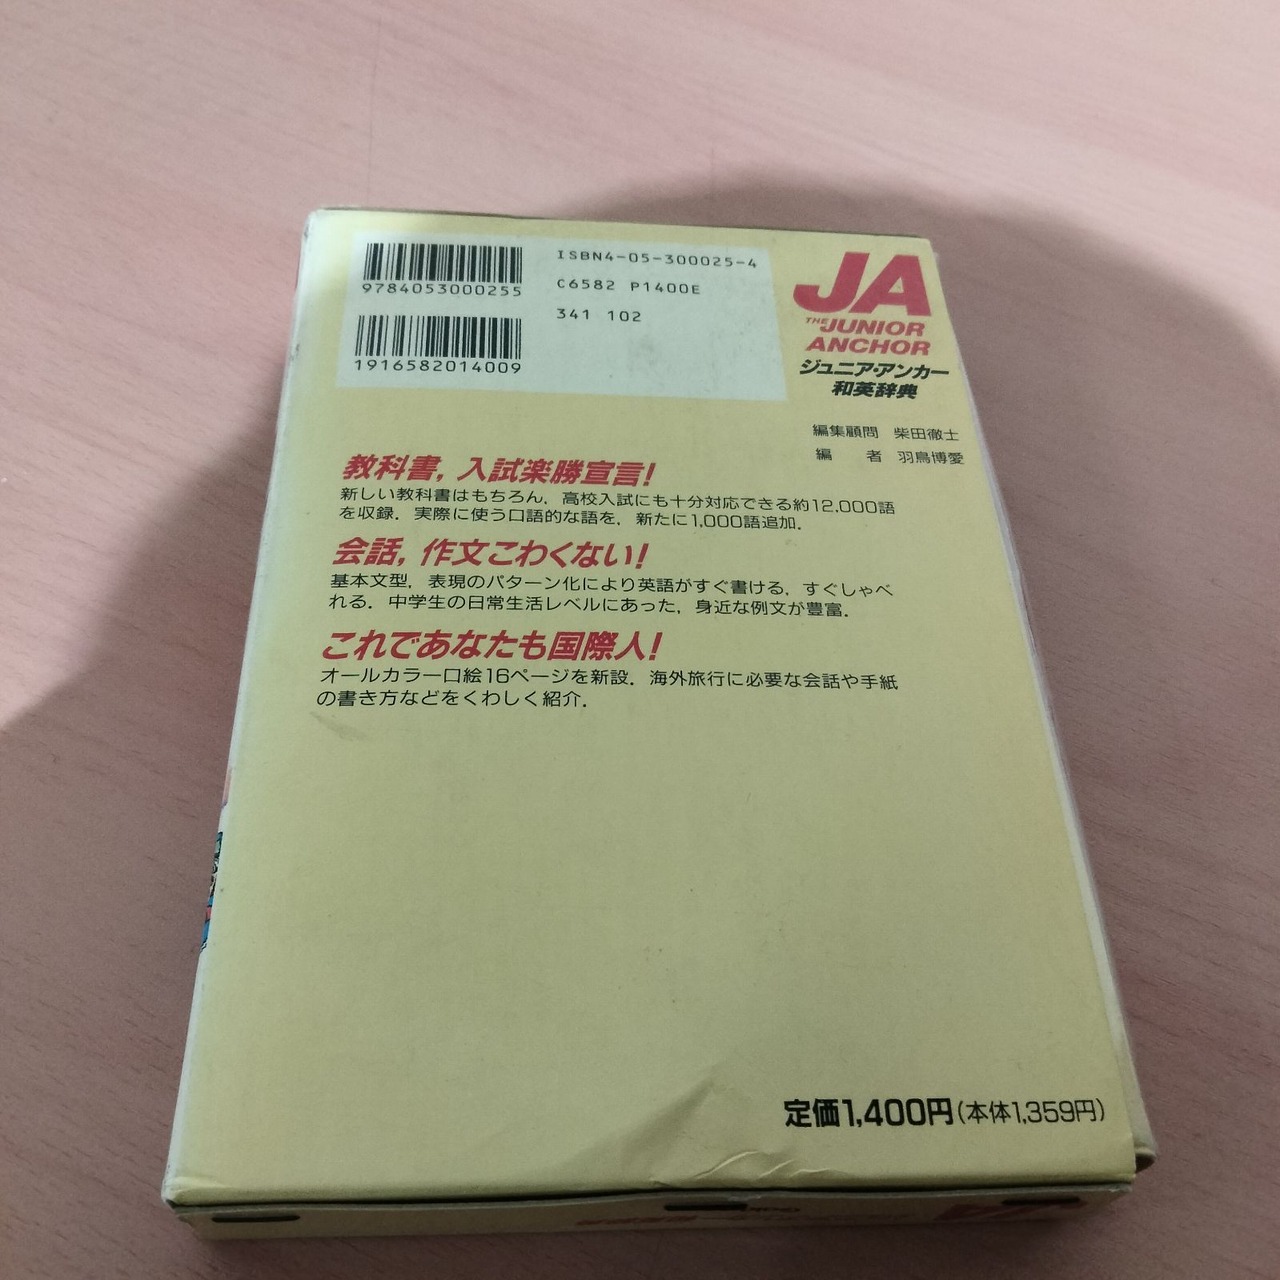 9784053000255
1916582014009
ISBN4-05-300025-4
C6582 P1400E
341 102
JA
THE JUNIOR
ANCHOR
ジュニア・アンカー
和英辞典
編集顧問 柴田徹士
編 者 羽鳥博愛
教科書,入試楽勝宣言!
新しい教科書はもちろん,高校入試にも十分対応できる約12,000語
を収録.実際に使う口語的な語を,新たに1,000語追加.
会話,作文こわくない!
基本文型,表現のパターン化により英語がすぐ書ける,すぐしゃべ
れる.中学生の日常生活レベルにあった,身近な例文が豊富.
これであなたも国際人!
オールカラー口絵16ページを新設.海外旅行に必要な会話や手紙
の書き方などをくわしく紹介.
定価1,400円(本体1,359円)